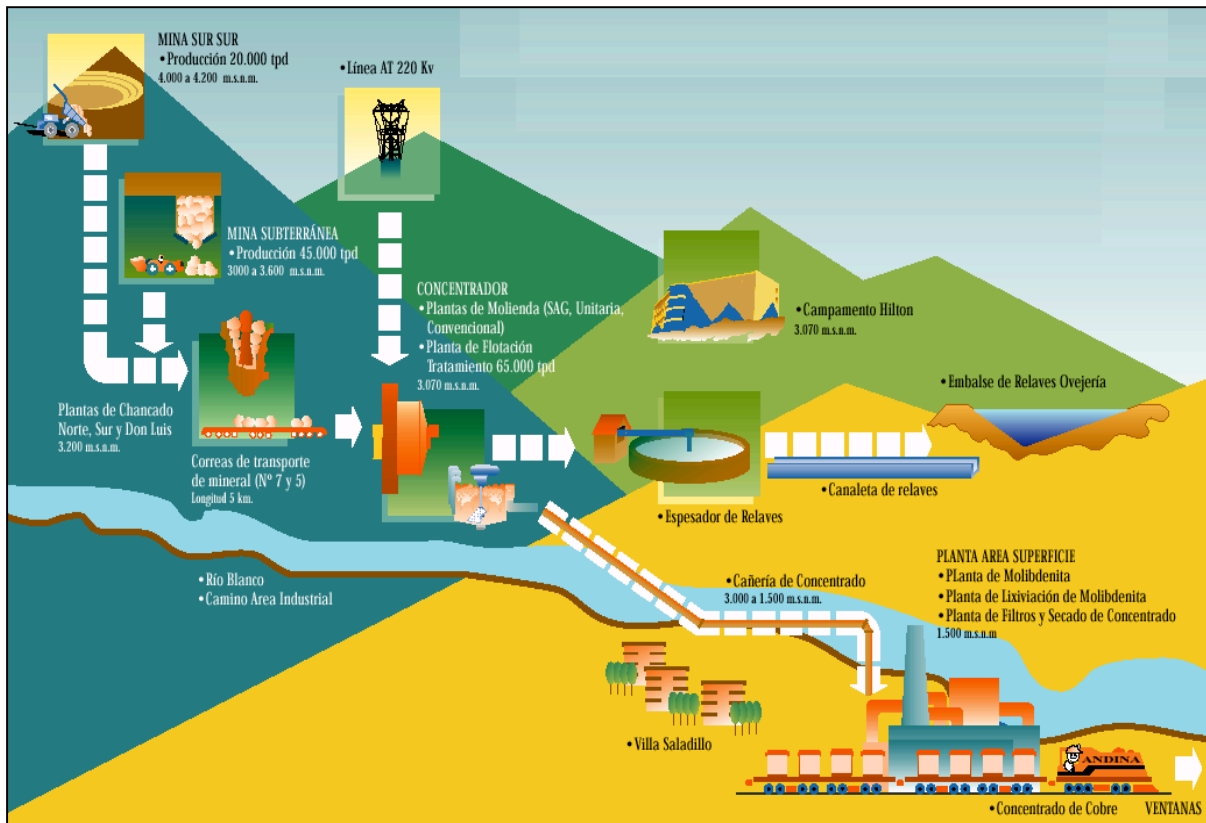 MINA SUR SUR
•Producción 20.000 tpd
4.000 a 4.200 m.s.n.m.
•Línea AT 220 Kv
MINA SUBTERRÁNEA
•Producción 45.000 tpd
3000 a 3.600 m.s.n.m.
CONCENTRADOR
•Plantas de Molienda (SAG, Unitaria,
Convencional)
•Planta de Flotación
Tratamiento 65.000 tpd
3.070 m.s.n.m.
•Campamento Hilton
3.070 m.s.n.m.
•Embalse de Relaves Ovejería
Plantas de Chancado
Norte, Sur y Don Luis
3.200 m.s.n.m.
Correas de transporte
de mineral (Nº 7 y 5)
Longitud 5 km.
•Canaleta de relaves
•Espesador de Relaves
•Río Blanco
•Camino Area Industrial
•Cañería de Concentrado
3.000 a 1.500 m.s.n.m.
PLANTA AREA SUPERFICIE
•Planta de Molibdenita
•Planta de Lixiviación de Molibdenita
•Planta de Filtros y Secado de Concentrado
1.500 m.s.n.m
•Villa Saladillo
ANDINA
•Concentrado de Cobre
VENTANAS